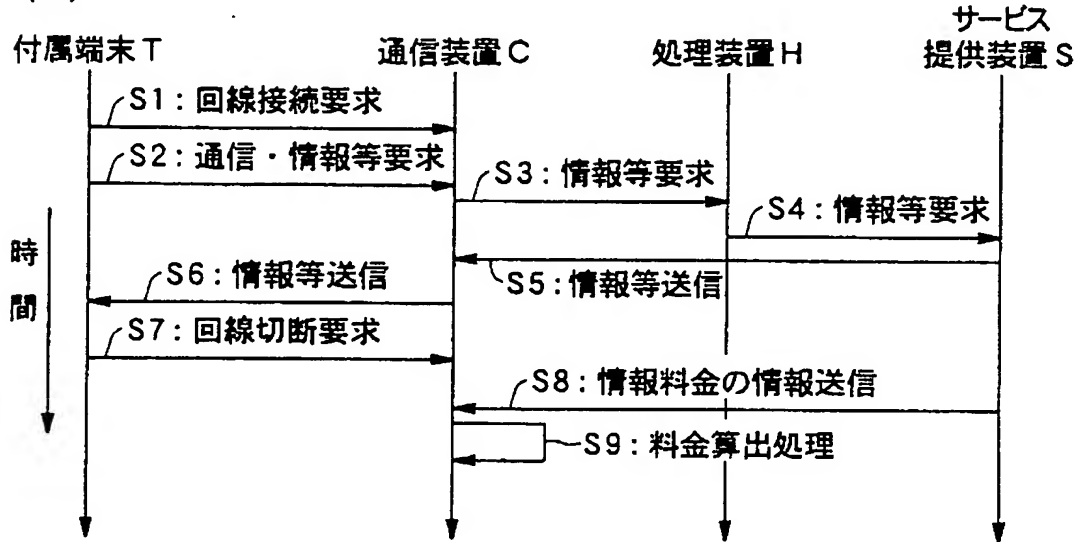 付属端末T
通信装置C
処理装置H
サービス
提供装置S
S1：回線接続要求
S2：通信・情報等要求
S3：情報等要求
S4：情報等要求
時
間
S5：情報等送信
S6：情報等送信
S7：回線切断要求
S8：情報料金の情報送信
S9：料金算出処理